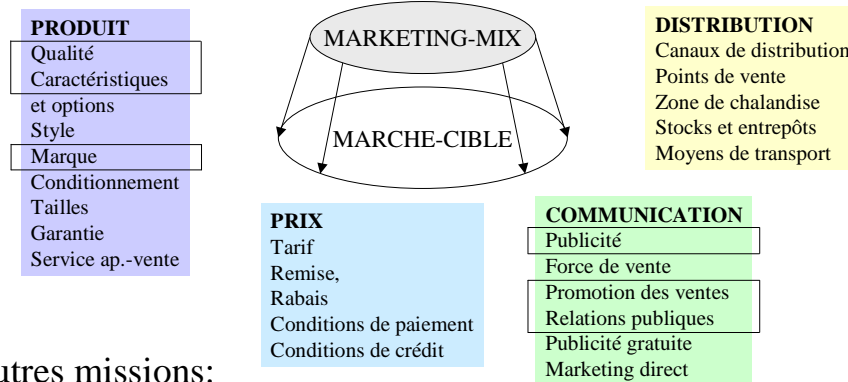 PRODUIT
Qualité
Caractéristiques
et options
Style
Marque
Conditionnement
Tailles
Garantie
Service ap.-vente
MARKETING-MIX
MARCHE-CIBLE
DISTRIBUTION
Canaux de distribution
Points de vente
Zone de chalandise
Stocks et entrepôts
Moyens de transport
PRIX
Tarif
Remise,
Rabais
Conditions de paiement
Conditions de crédit
COMMUNICATION
Publicité
Force de vente
Promotion des ventes
Relations publiques
Publicité gratuite
Marketing direct
utres missions: